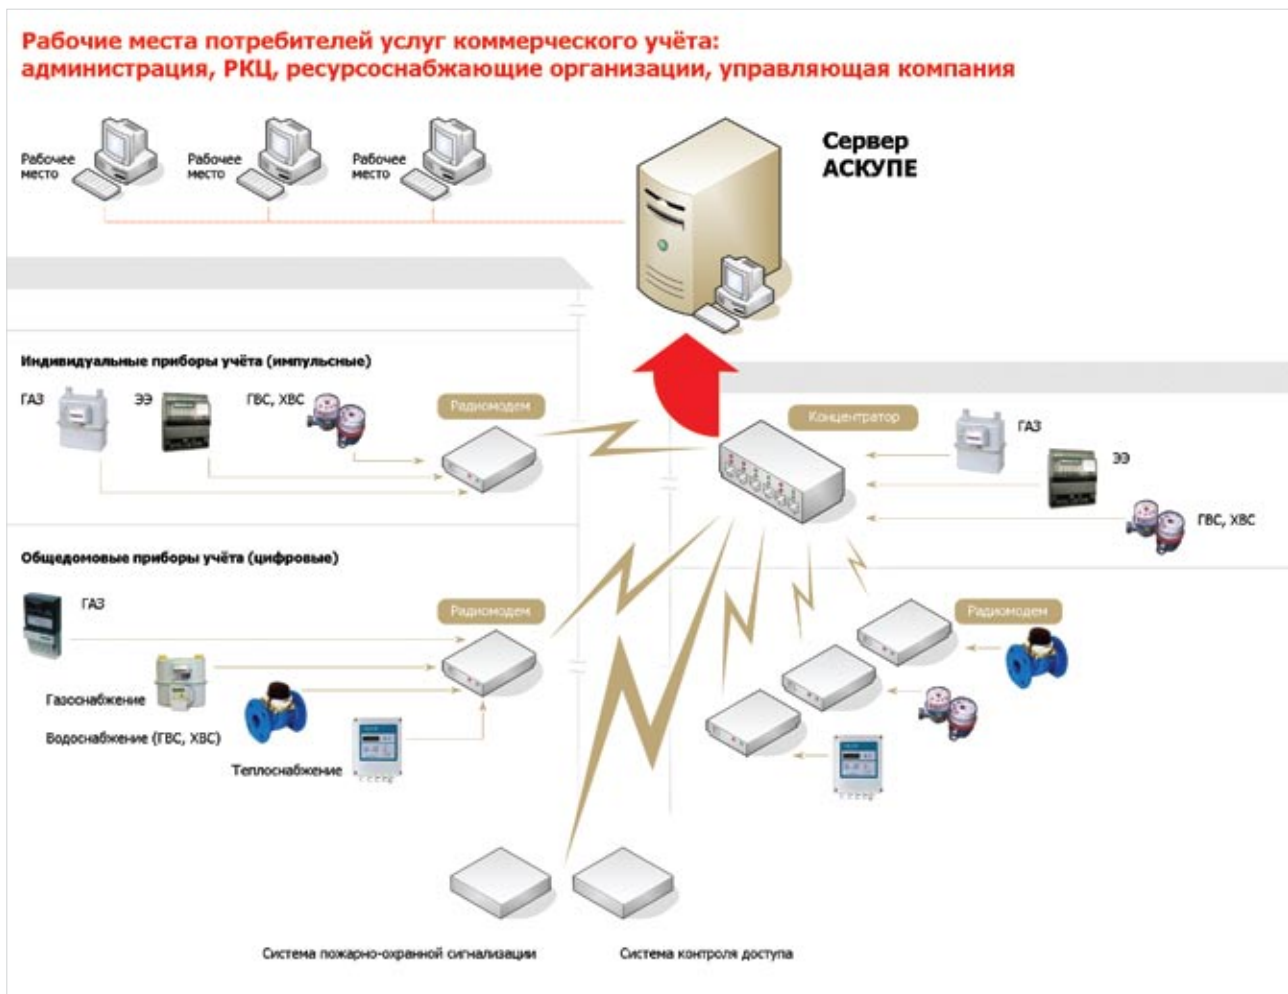 Рабочие места потребителей услуг коммерческого учёта:
администрация, РКЦ, ресурсоснабжающие организации, управляющая компания
Рабочее
место
Рабочее
место
Рабочее
место
Сервер
АСКУПЕ
Индивидуальные приборы учёта (импульсные)
ГАЗ
ЭЭ
ГВС, ХВС
Радиомодем
Концентратор
ГАЗ
ЭЭ
ГВС, ХВС
Общедомовые приборы учёта (цифровые)
ГАЗ
Радиомодем
Радиомодем
Газоснабжение
Водоснабжение (ГВС, ХВС)
Теплоснабжение
Система пожарно-охранной сигнализации
Система контроля доступа